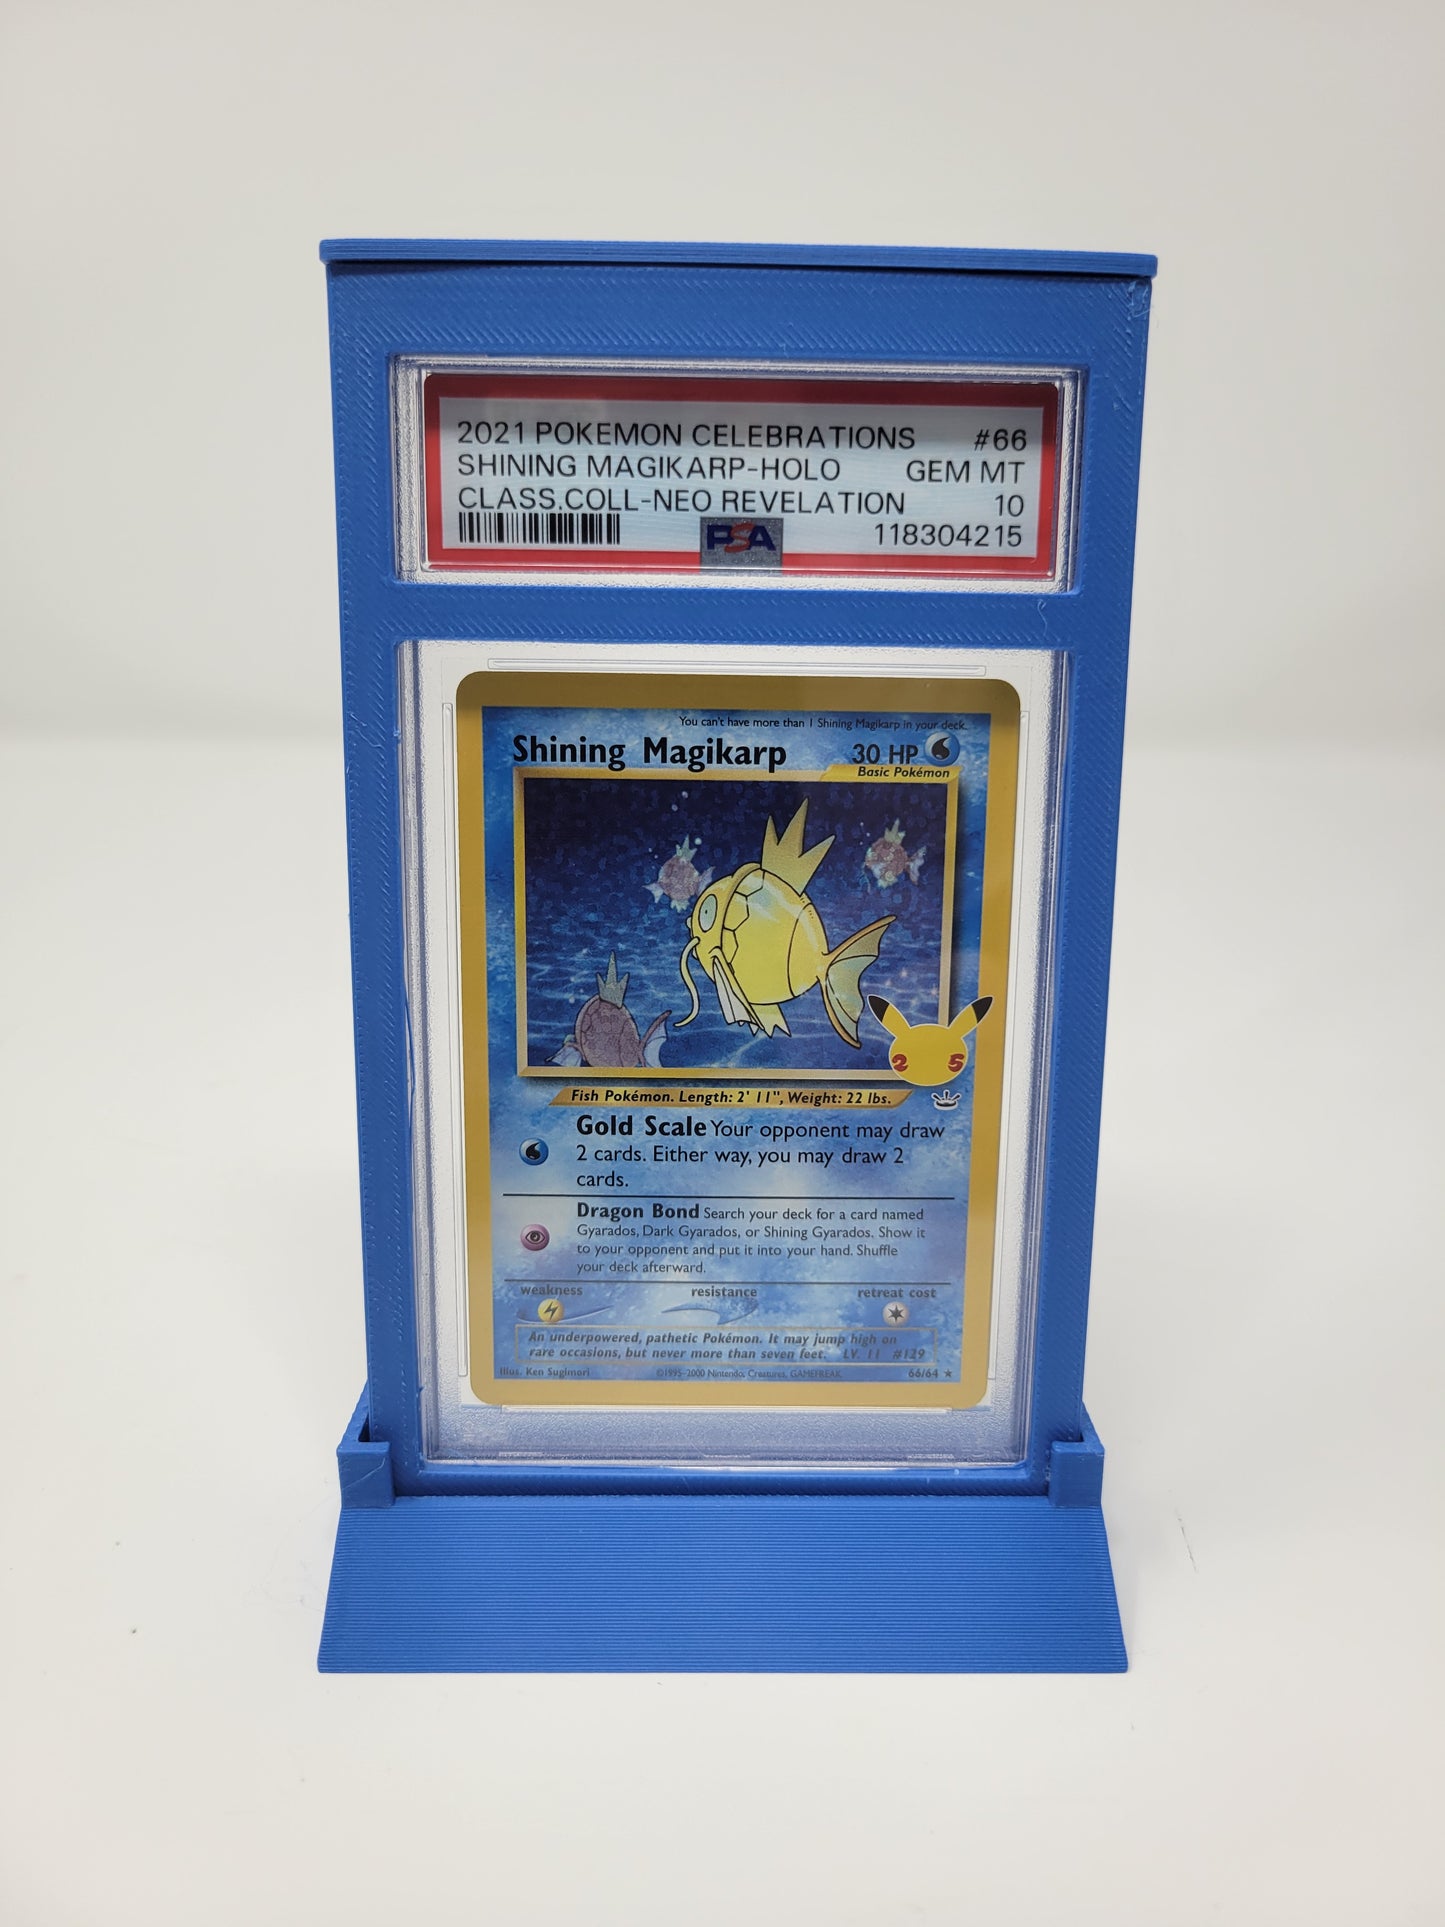 2021 POKEMON CELEBRATIONS #66
SHINING MAGIKARP-HOLO GEM MT
CLASS.COLL-NEO REVELATION 10
PSA 118304215
You can't have more than 1 Shining Magikarp in your deck.
Shining Magikarp 30 HP
Basic Pokémon
2 5
Fish Pokémon. Length: 2' 11", Weight: 22 lbs.
Gold Scale Your opponent may draw
2 cards. Either way, you may draw 2
cards.
Dragon Bond Search your deck for a card named
Gyarados, Dark Gyarados, or Shining Gyarados. Show it
to your opponent and put it into your hand. Shuffle
your deck afterward.
weakness resistance retreat cost
An underpowered, pathetic Pokémon. It may jump high on
rare occasions, but never more than seven feet. LV. 11 #129
Illus. Ken Sugimori ©1995-2000 Nintendo, Creatures, GAMEFREAK. 66/64 ★